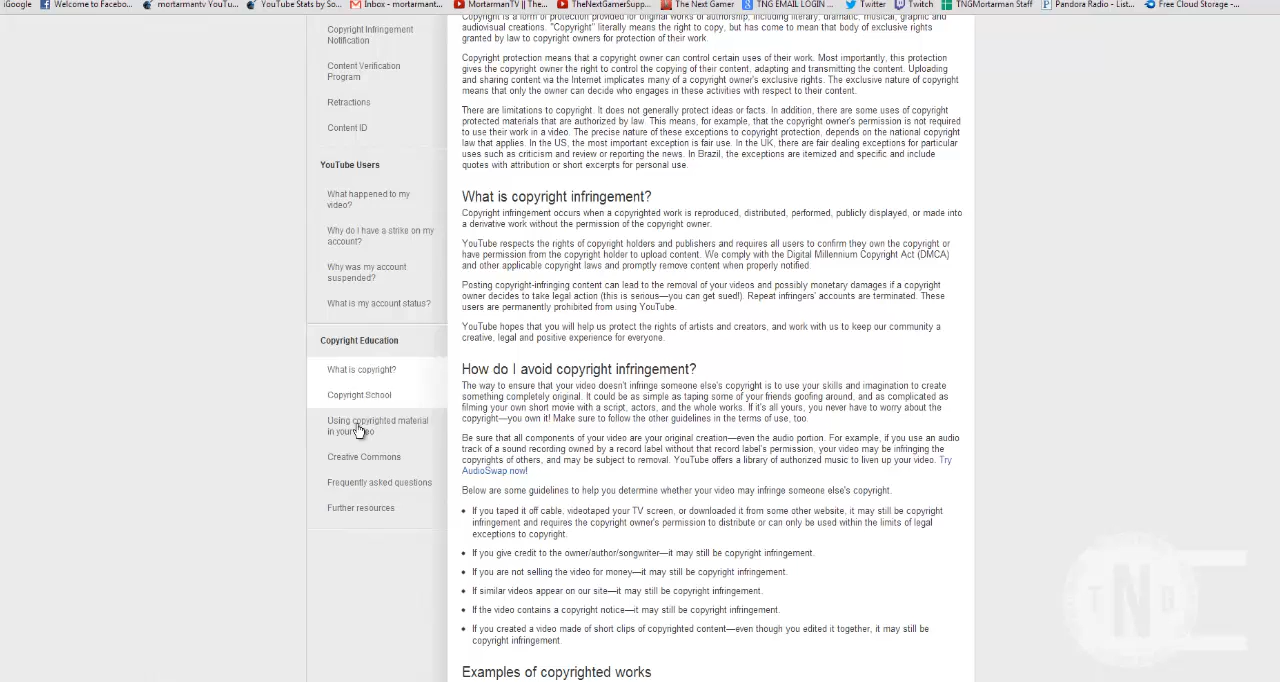 iGoogle Welcome to Facebo... mortarmantv YouTu... YouTube Stats by So... Inbox - mortarmant... MortarmanTV || The... TheNextGamerSupp... The Next Gamer TNG EMAIL LOGIN ... Twitter Twitch TNGMortarman Staff Pandora Radio - List... Free Cloud Storage -...
Copyright Infringement
Notification
Content Verification
Program
Retractions
Content ID
YouTube Users
What happened to my
video?
Why do I have a strike on my
account?
Why was my account
suspended?
What is my account status?
Copyright Education
What is copyright?
Copyright School
Using copyrighted material
in your video
Creative Commons
Frequently asked questions
Further resources
Copyright is a form of protection provided for original works of authorship, including literary, dramatic, musical, graphic and
audiovisual creations. "Copyright" literally means the right to copy, but has come to mean that body of exclusive rights
granted by law to copyright owners for protection of their work.
Copyright protection means that a copyright owner can control certain uses of their work. Most importantly, this protection
gives the copyright owner the right to control the copying of their content, adapting and transmitting the content. Uploading
and sharing content via the Internet implicates many of a copyright owner's exclusive rights. The exclusive nature of copyright
means that only the owner can decide who engages in these activities with respect to their content.
There are limitations to copyright. It does not generally protect ideas or facts. In addition, there are some uses of copyright
protected materials that are authorized by law. This means, for example, that the copyright owner's permission is not required
to use their work in a video. The precise nature of these exceptions to copyright protection, depends on the national copyright
law that applies. In the US, the most important exception is fair use. In the UK, there are fair dealing exceptions for particular
uses such as criticism and review or reporting the news. In Brazil, the exceptions are itemized and specific and include
quotes with attribution or short excerpts for personal use.
What is copyright infringement?
Copyright infringement occurs when a copyrighted work is reproduced, distributed, performed, publicly displayed, or made into
a derivative work without the permission of the copyright owner.
YouTube respects the rights of copyright holders and publishers and requires all users to confirm they own the copyright or
have permission from the copyright holder to upload content. We comply with the Digital Millennium Copyright Act (DMCA)
and other applicable copyright laws and promptly remove content when properly notified.
Posting copyright-infringing content can lead to the removal of your videos and possibly monetary damages if a copyright
owner decides to take legal action (this is serious—you can get sued!). Repeat infringers' accounts are terminated. These
users are permanently prohibited from using YouTube.
YouTube hopes that you will help us protect the rights of artists and creators, and work with us to keep our community a
creative, legal and positive experience for everyone.
How do I avoid copyright infringement?
The way to ensure that your video doesn't infringe someone else's copyright is to use your skills and imagination to create
something completely original. It could be as simple as taping some of your friends goofing around, and as complicated as
filming your own short movie with a script, actors, and the whole works. If it's all yours, you never have to worry about the
copyright—you own it! Make sure to follow the other guidelines in the terms of use, too.
Be sure that all components of your video are your original creation—even the audio portion. For example, if you use an audio
track of a sound recording owned by a record label without that record label's permission, your video may be infringing the
copyrights of others, and may be subject to removal. YouTube offers a library of authorized music to liven up your video. Try
AudioSwap now!
Below are some guidelines to help you determine whether your video may infringe someone else's copyright.
• If you taped it off cable, videotaped your TV screen, or downloaded it from some other website, it may still be copyright
infringement and requires the copyright owner's permission to distribute or can only be used within the limits of legal
exceptions to copyright.
• If you give credit to the owner/author/songwriter—it may still be copyright infringement.
• If you are not selling the video for money—it may still be copyright infringement.
• If similar videos appear on our site—it may still be copyright infringement.
• If the video contains a copyright notice—it may still be copyright infringement.
• If you created a video made of short clips of copyrighted content—even though you edited it together, it may still be
copyright infringement.
Examples of copyrighted works
TNG